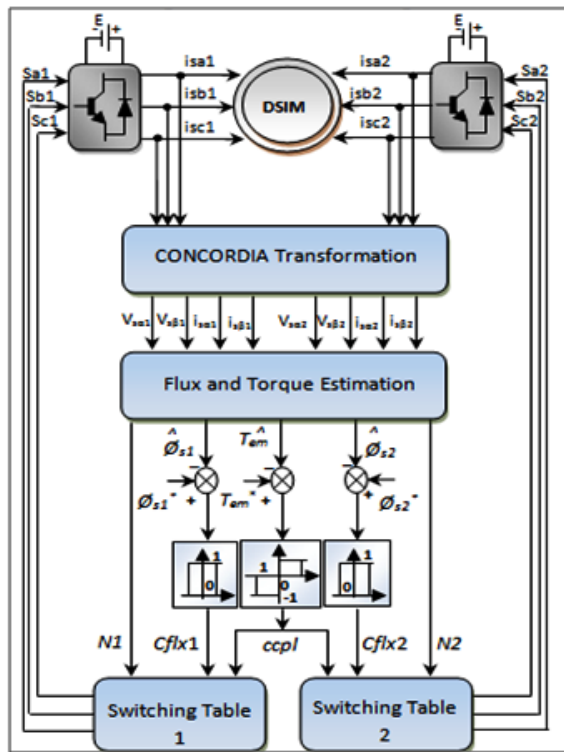 E
- +
E
- +
Sa1
Sb1
Sc1
isa1
isb1
isc1
DSIM
isa2
isb2
isc2
Sa2
Sb2
Sc2
CONCORDIA Transformation
Vsα1 Vsβ1 isα1 isβ1 Vsα2 Vsβ2 isα2 isβ2
Flux and Torque Estimation
Ø̂s1 T̂em Ø̂s2
- - -
Øs1* + Tem* + + Øs2*
1 0
1 0 -1
1 0
N1 Cflx1 ccpl Cflx2 N2
Switching Table
1
Switching Table
2